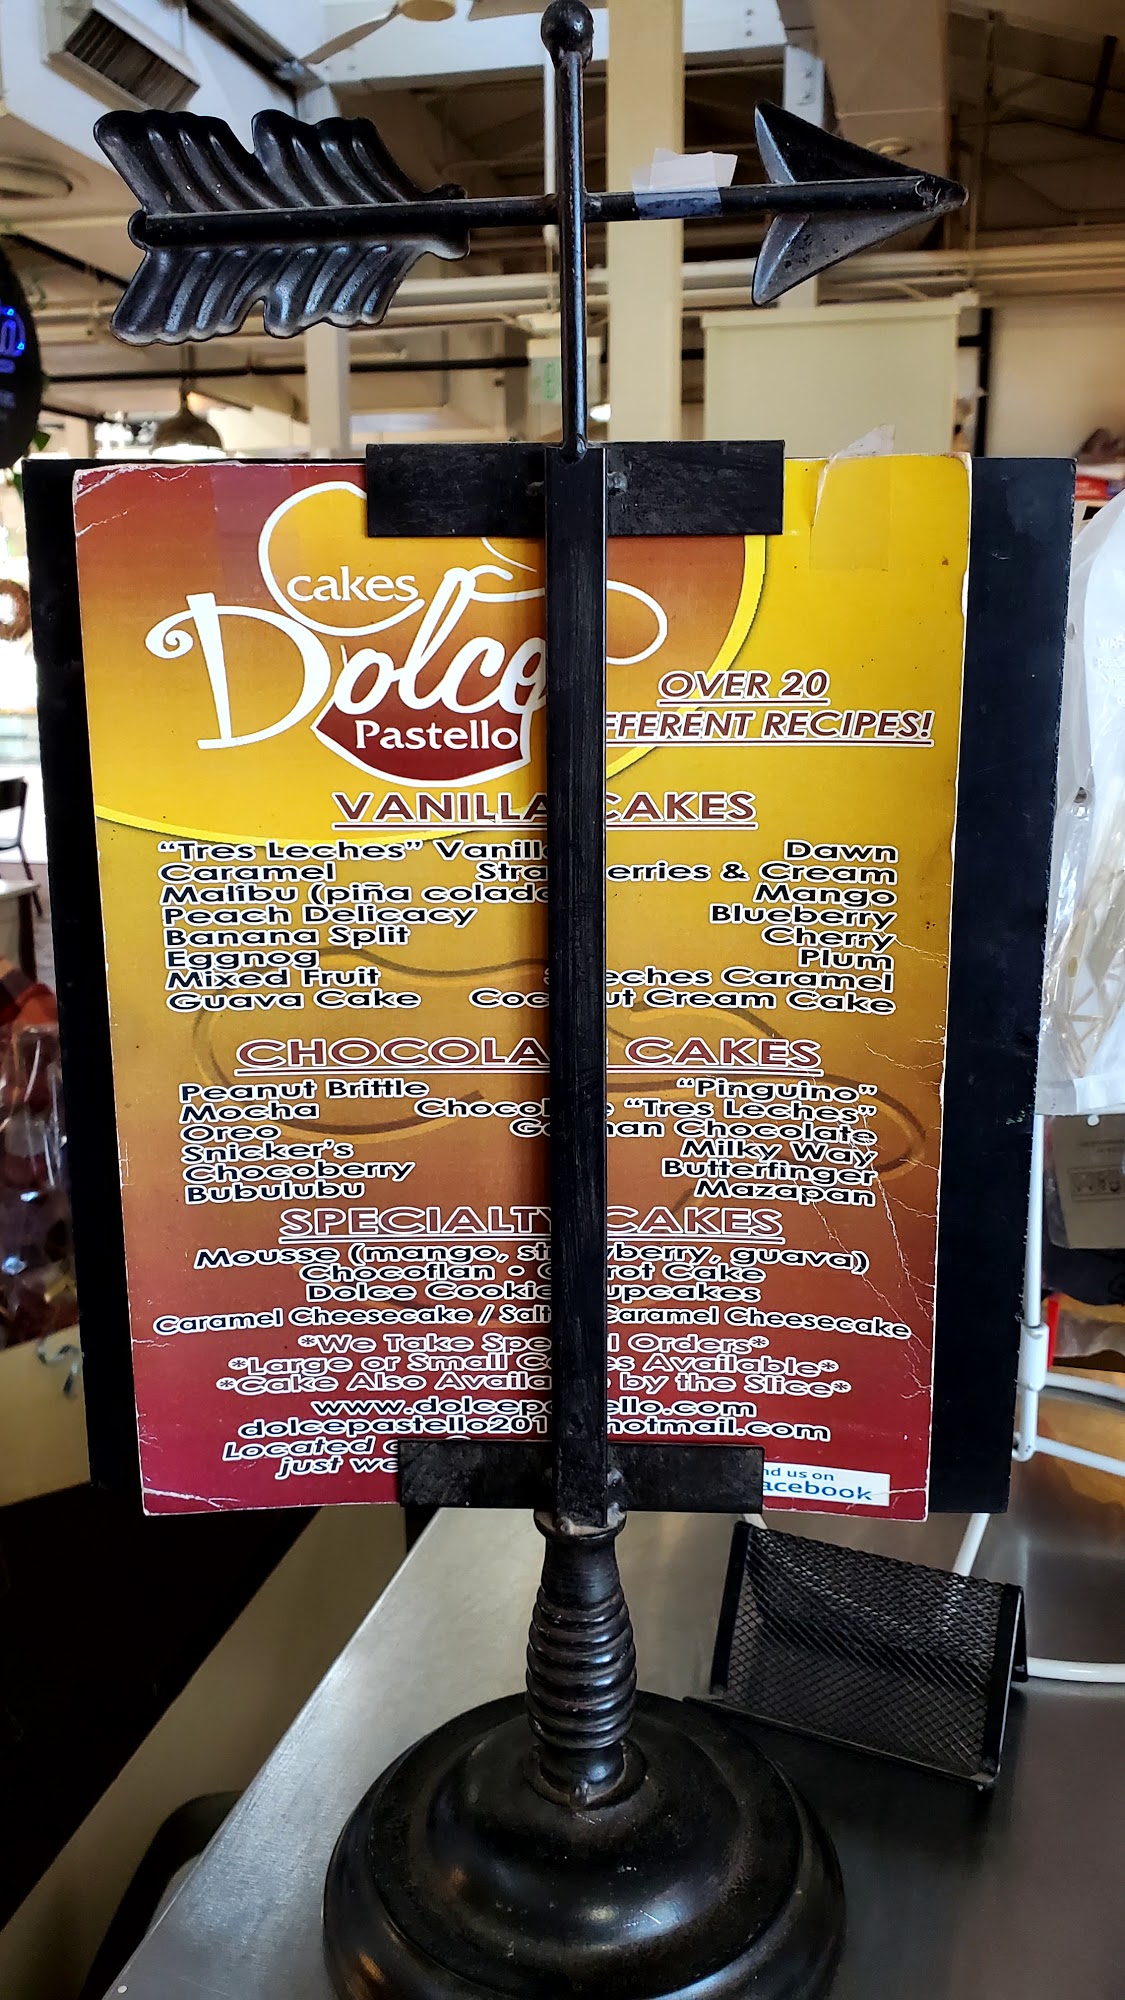 cakes
Dolce
Pastello
OVER 20
FFERENT RECIPES!
VANILLA CAKES
"Tres Leches" Vanill Dawn
Caramel Stra erries & Cream
Malibu (piña colad Mango
Peach Delicacy Blueberry
Banana Split Cherry
Eggnog Plum
Mixed Fruit eches Caramel
Guava Cake Coc ut Cream Cake
CHOCOLA CAKES
Peanut Brittle "Pinguino"
Mocha Chocol e "Tres Leches"
Oreo G man Chocolate
Snicker's Milky Way
Chocoberry Butterfinger
Bubulubu Mazapan
SPECIALTY CAKES
Mousse (mango, st wberry, guava)
Chocoflan • C rot Cake
Dolce Cookie upcakes
Caramel Cheesecake / Salt Caramel Cheesecake
*We Take Spe l Orders*
*Large or Small C es Available*
*Cake Also Availa by the Slice*
www.dolcep ello.com
dolcepastello201 hotmail.com
Located
just we
nd us on
acebook